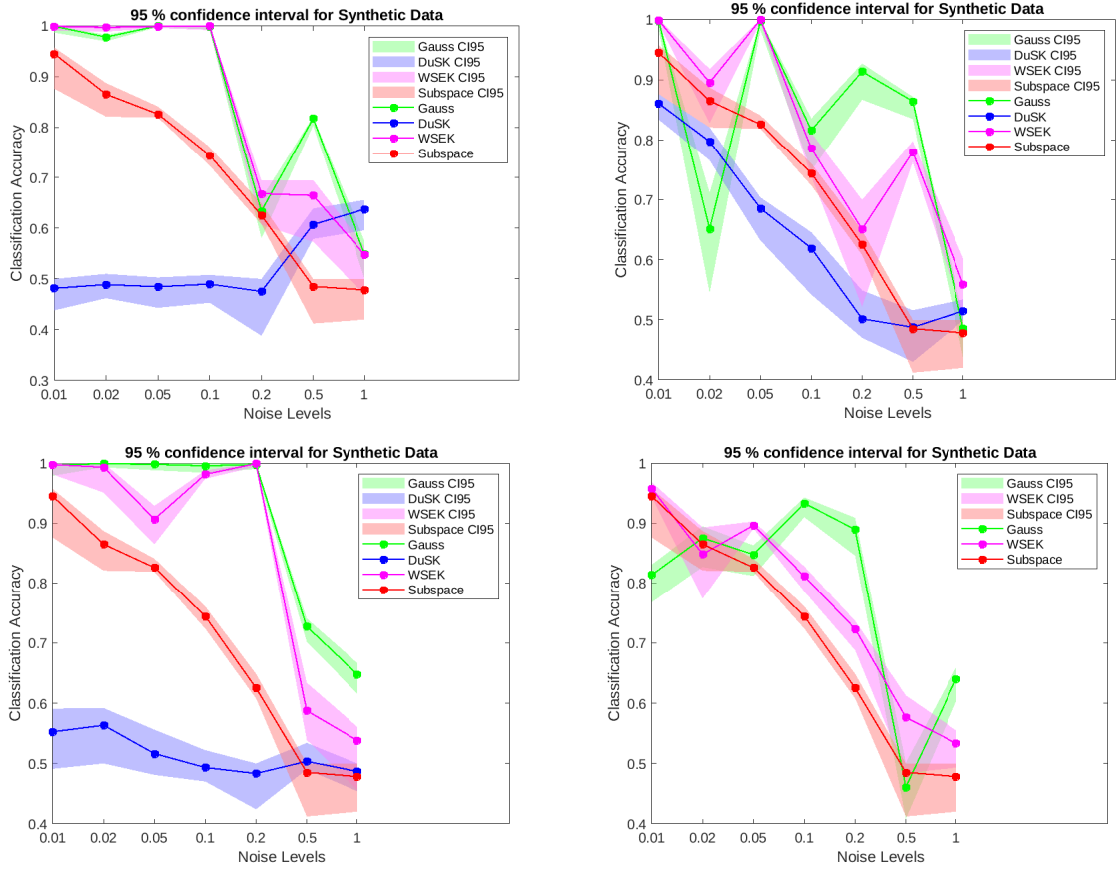 95 % confidence interval for Synthetic Data
Classification Accuracy
1
0.9
0.8
0.7
0.6
0.5
0.4
0.3
0.01 0.02 0.05 0.1 0.2 0.5 1
Noise Levels
Gauss CI95
DuSK CI95
WSEK CI95
Subspace CI95
Gauss
DuSK
WSEK
Subspace
95 % confidence interval for Synthetic Data
Classification Accuracy
1
0.9
0.8
0.7
0.6
0.5
0.4
0.01 0.02 0.05 0.1 0.2 0.5 1
Noise Levels
Gauss CI95
DuSK CI95
WSEK CI95
Subspace CI95
Gauss
DuSK
WSEK
Subspace
95 % confidence interval for Synthetic Data
Classification Accuracy
1
0.9
0.8
0.7
0.6
0.5
0.4
0.01 0.02 0.05 0.1 0.2 0.5 1
Noise Levels
Gauss CI95
DuSK CI95
WSEK CI95
Subspace CI95
Gauss
DuSK
WSEK
Subspace
95 % confidence interval for Synthetic Data
Classification Accuracy
1
0.9
0.8
0.7
0.6
0.5
0.4
0.01 0.02 0.05 0.1 0.2 0.5 1
Noise Levels
Gauss CI95
WSEK CI95
Subspace CI95
Gauss
WSEK
Subspace